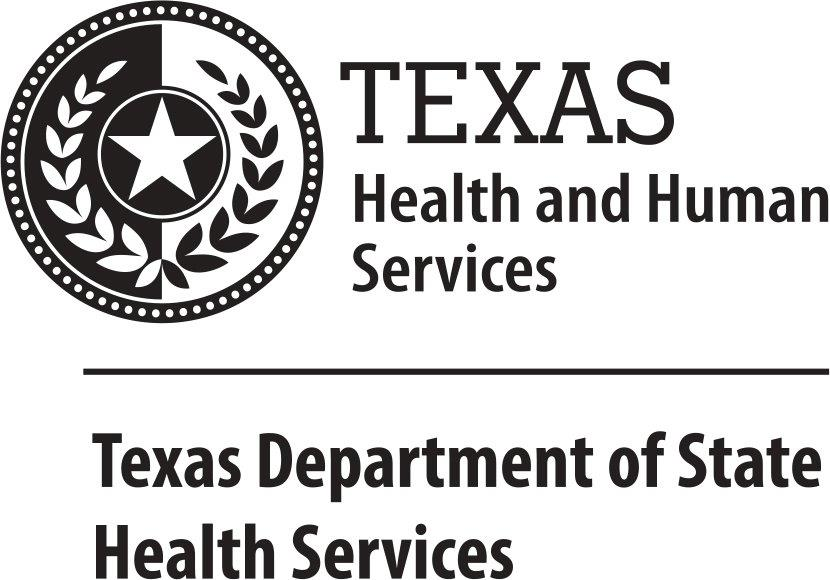 TEXAS
Health and Human
Services
Texas Department of State
Health Services